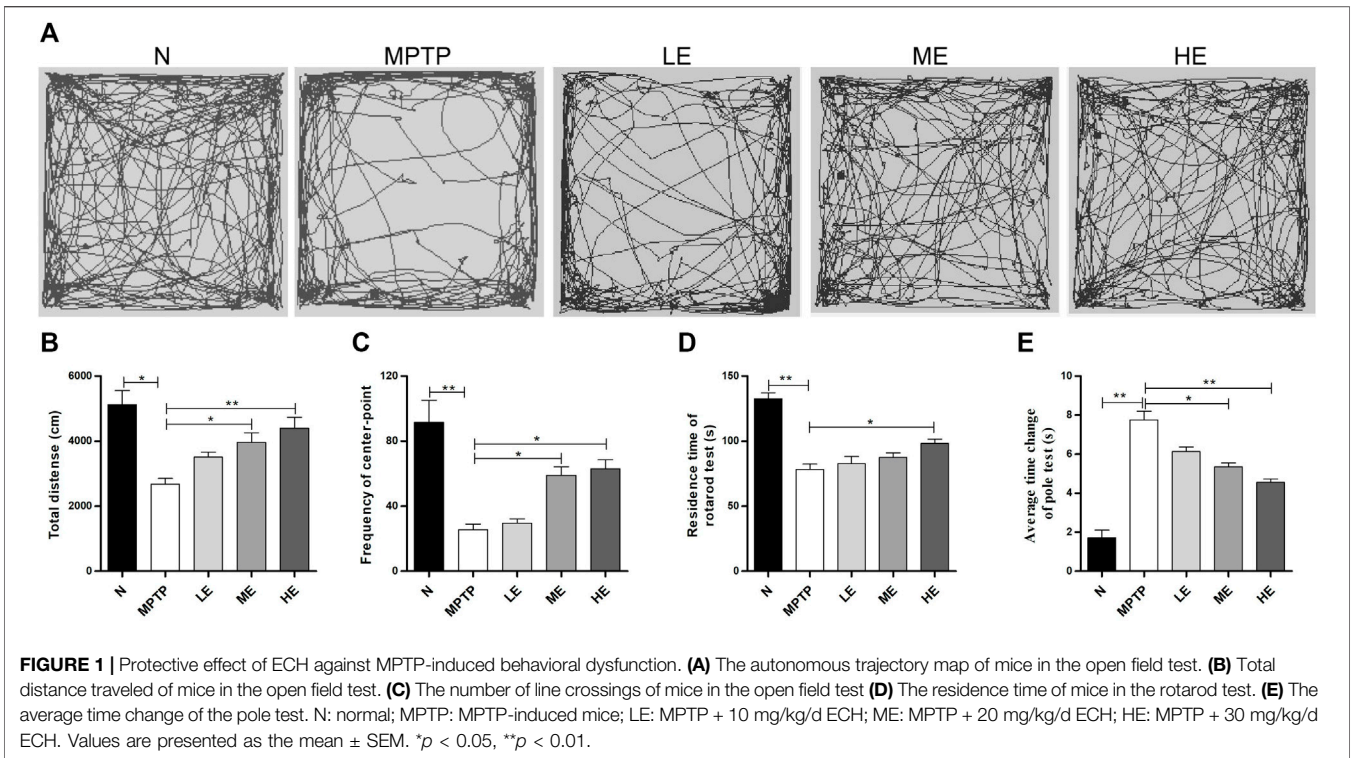 A
N MPTP LE ME HE
B
Total distense (cm)
6000
4000
2000
0
* ** *
N MPTP LE ME HE
C
Frequency of center-point
120
80
40
0
** * *
N MPTP LE ME HE
D
Residence time of
rotarod test (s)
150
100
50
0
** *
N MPTP LE ME HE
E
Average time change
of pole test (s)
10
8
6
4
2
0
** ** *
N MPTP LE ME HE
FIGURE 1 | Protective effect of ECH against MPTP-induced behavioral dysfunction. (A) The autonomous trajectory map of mice in the open field test. (B) Total
distance traveled of mice in the open field test. (C) The number of line crossings of mice in the open field test (D) The residence time of mice in the rotarod test. (E) The
average time change of the pole test. N: normal; MPTP: MPTP-induced mice; LE: MPTP + 10 mg/kg/d ECH; ME: MPTP + 20 mg/kg/d ECH; HE: MPTP + 30 mg/kg/d
ECH. Values are presented as the mean ± SEM. *p < 0.05, **p < 0.01.